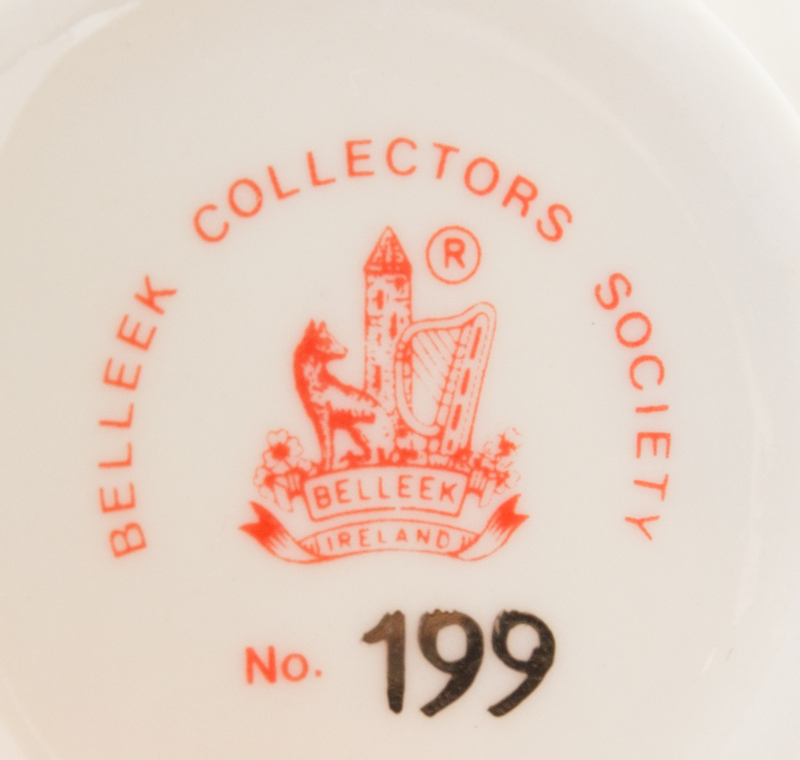 BELLEEK COLLECTORS SOCIETY
®
BELLEEK
IRELAND
No. 199